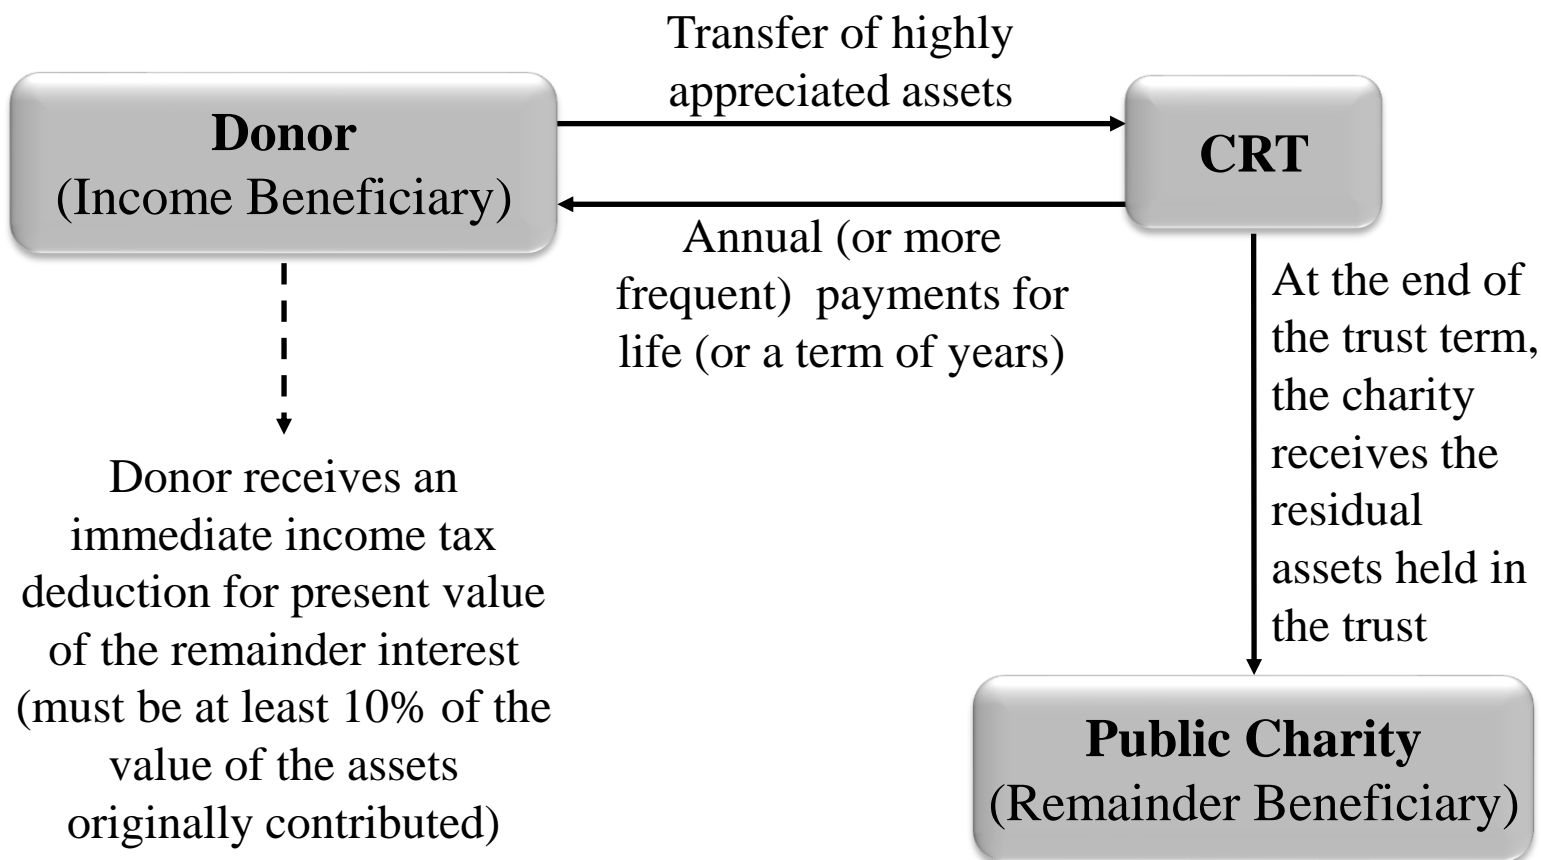 Transfer of highly
appreciated assets
Donor
(Income Beneficiary)
CRT
Annual (or more
frequent)  payments for
life (or a term of years)
At the end of
the trust term,
the charity
receives the
residual
assets held in
the trust
Donor receives an
immediate income tax
deduction for present value
of the remainder interest
(must be at least 10% of the
value of the assets
originally contributed)
Public Charity
(Remainder Beneficiary)